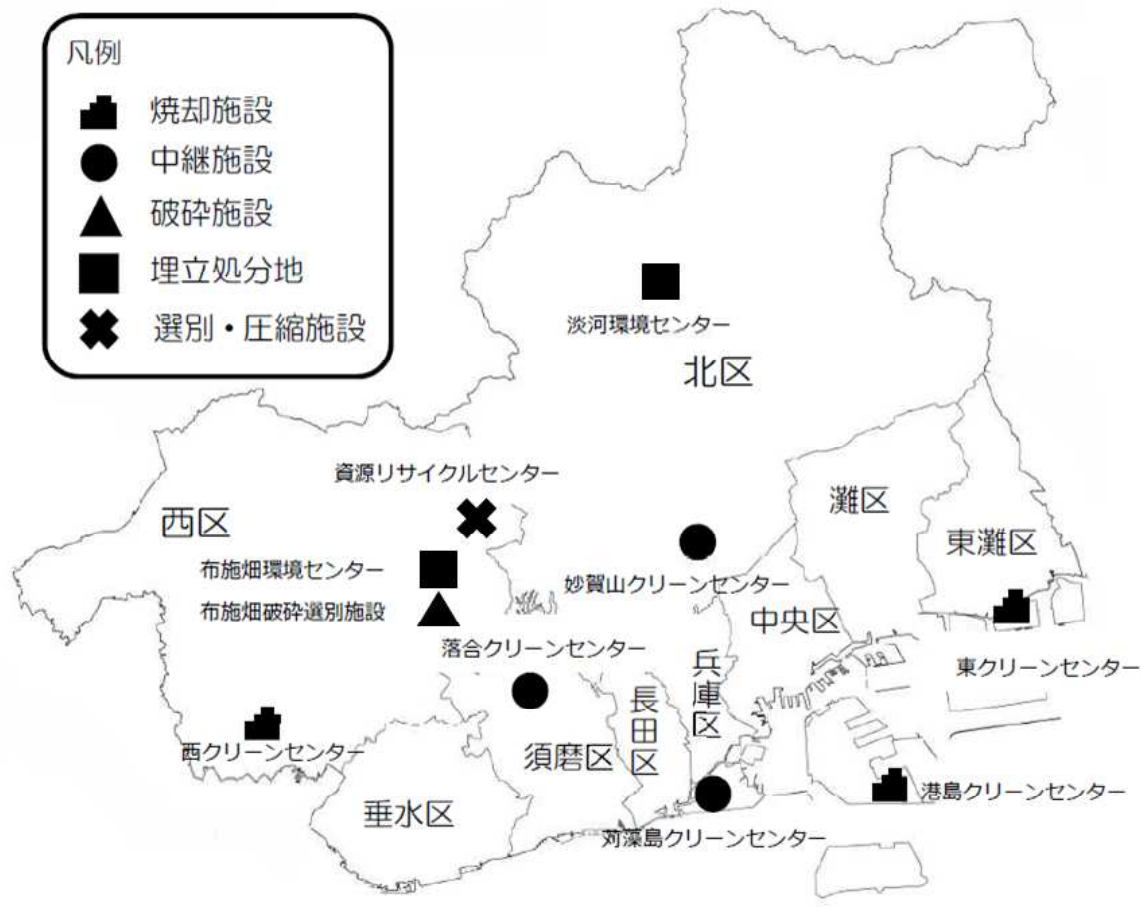 凡例
焼却施設
中継施設
破砕施設
埋立処分地
選別・圧縮施設
淡河環境センター
北区
資源リサイクルセンター
西区
灘区
東灘区
布施畑環境センター
妙賀山クリーンセンター
布施畑破砕選別施設
中央区
落合クリーンセンター
東クリーンセンター
兵庫区
長田区
西クリーンセンター
須磨区
港島クリーンセンター
垂水区
苅藻島クリーンセンター